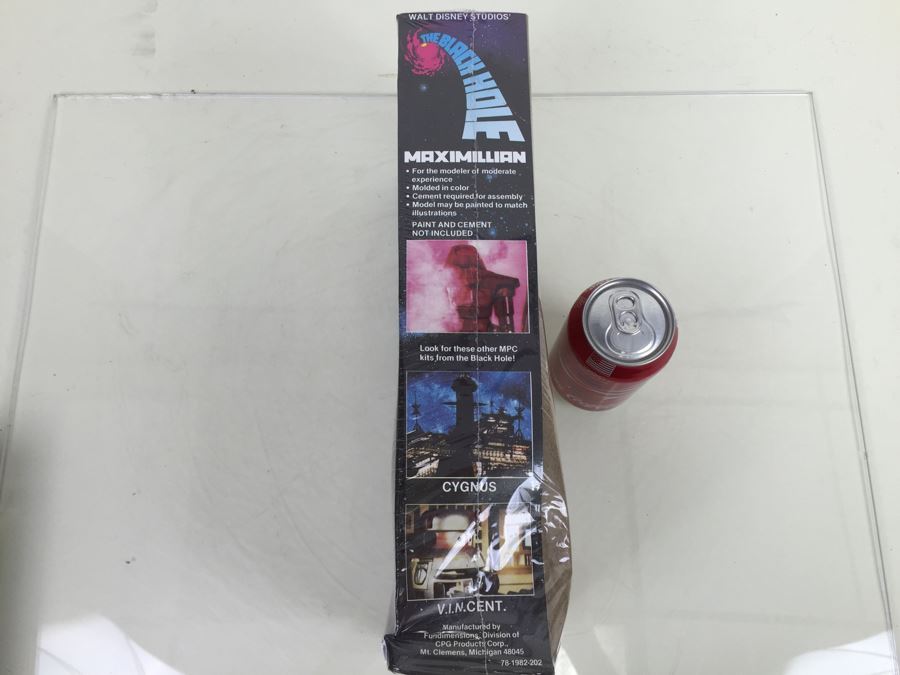 WALT DISNEY STUDIOS'
THE BLACK HOLE
MAXIMILLIAN
• For the modeler of moderate
experience
• Molded in color
• Cement required for assembly
• Model may be painted to match
illustrations
PAINT AND CEMENT
NOT INCLUDED
Look for these other MPC
kits from the Black Hole!
CYGNUS
V.I.N.CENT.
Manufactured by
Fundimensions, Division of
CPG Products Corp.,
Mt. Clemens, Michigan 48045
78-1982-202